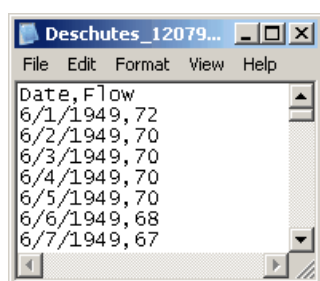 Deschutes_12079...
File Edit Format View Help
Date,Flow
6/1/1949,72
6/2/1949,70
6/3/1949,70
6/4/1949,70
6/5/1949,70
6/6/1949,68
6/7/1949,67